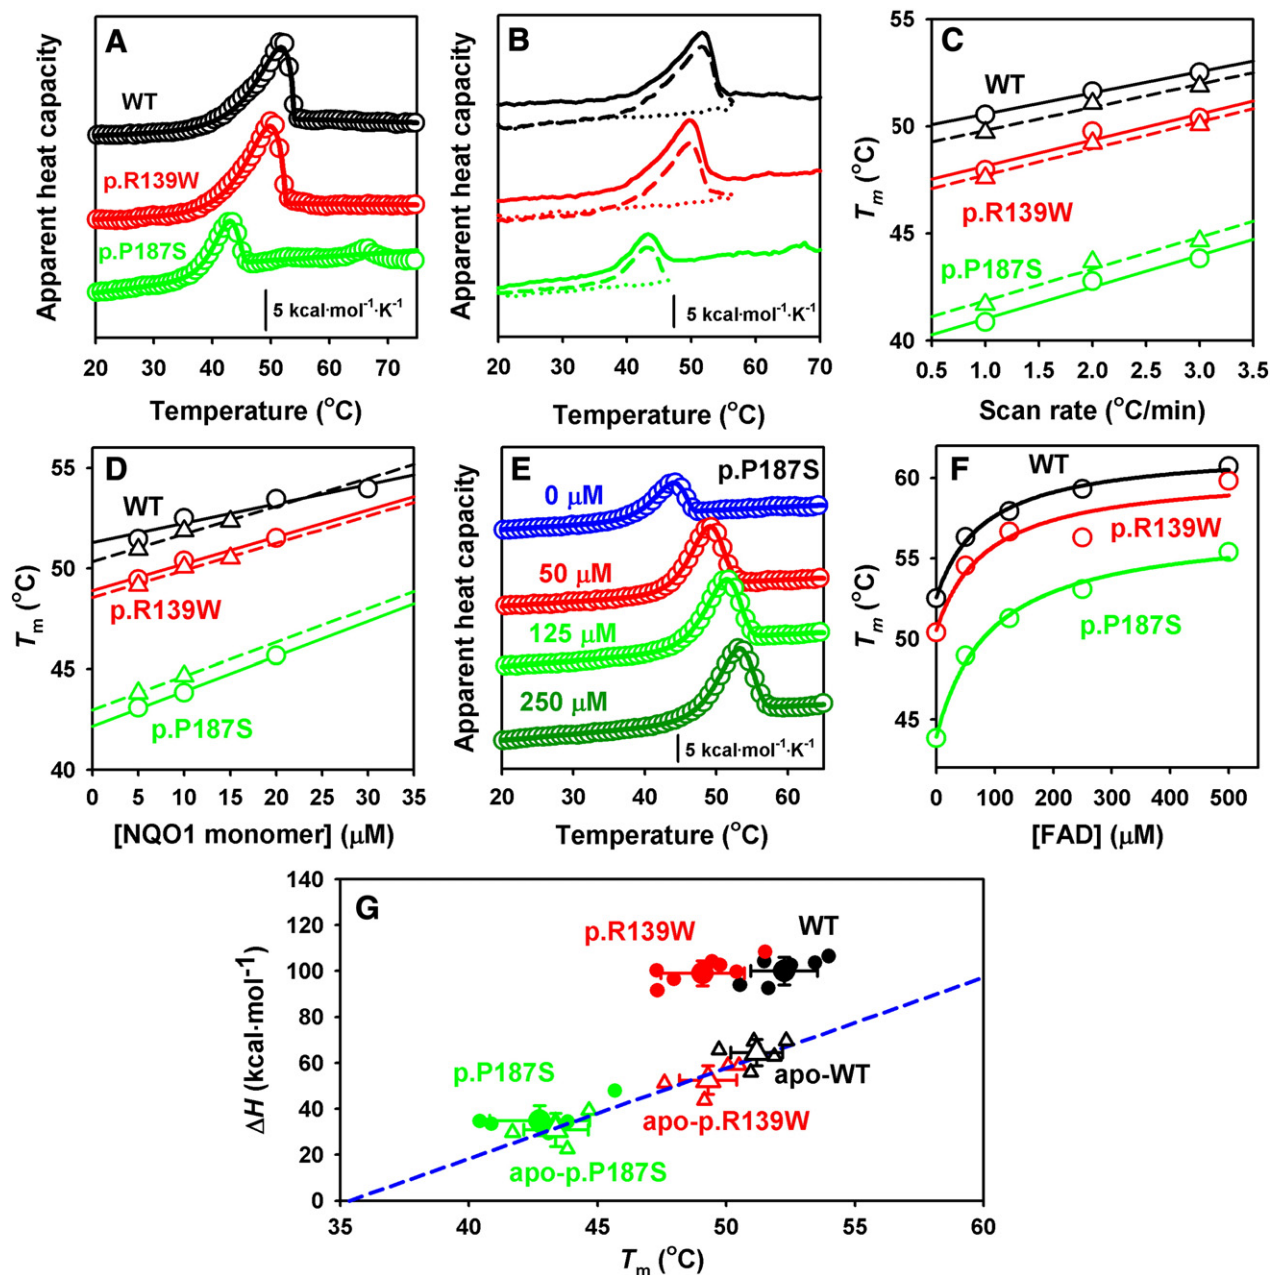 A
Apparent heat capacity
WT
p.R139W
p.P187S
5 kcal·mol⁻¹·K⁻¹
20 30 40 50 60 70
Temperature (°C)
B
Apparent heat capacity
5 kcal·mol⁻¹·K⁻¹
20 30 40 50 60 70
Temperature (°C)
C
Tm (°C)
55
50
45
40
WT
p.R139W
p.P187S
0.5 1.0 1.5 2.0 2.5 3.0 3.5
Scan rate (°C/min)
D
Tm (°C)
55
50
45
40
WT
p.R139W
p.P187S
0 5 10 15 20 25 30 35
[NQO1 monomer] (μM)
E
Apparent heat capacity
p.P187S
0 μM
50 μM
125 μM
250 μM
5 kcal·mol⁻¹·K⁻¹
20 30 40 50 60
Temperature (°C)
F
Tm (°C)
60
55
50
45
WT
p.R139W
p.P187S
0 100 200 300 400 500
[FAD] (μM)
G
ΔH (kcal·mol⁻¹)
140
120
100
80
60
40
20
0
p.R139W
WT
p.P187S
apo-WT
apo-p.R139W
apo-p.P187S
35 40 45 50 55 60
Tm (°C)